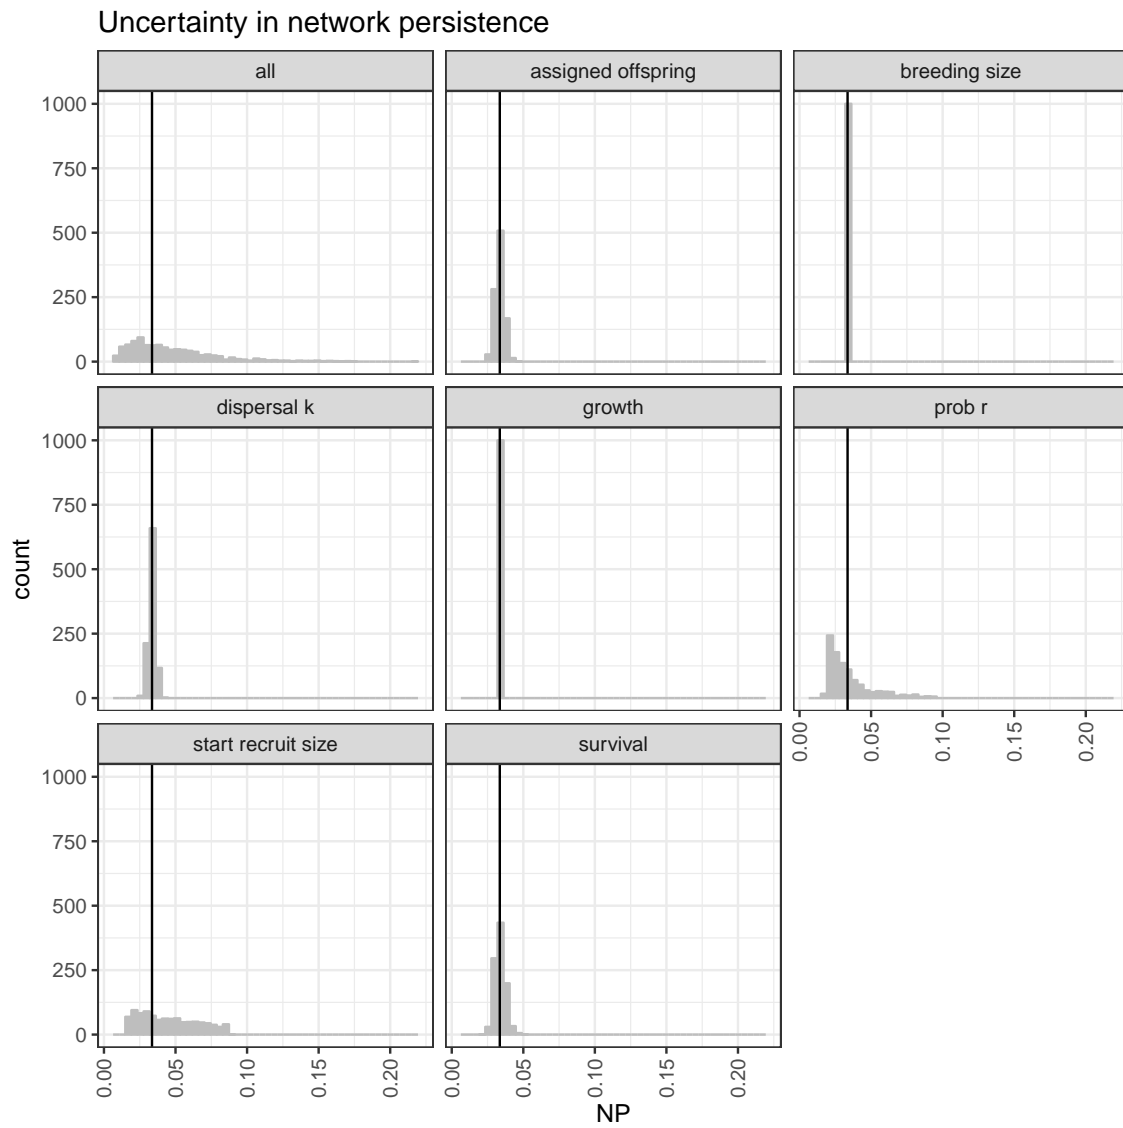 Uncertainty in network persistence
all
assigned offspring
breeding size
1000
750
500
250
0
dispersal k
growth
prob r
1000
750
500
250
0
0.00
0.05
0.10
0.15
0.20
start recruit size
survival
1000
750
500
250
0
0.00
0.05
0.10
0.15
0.20
0.00
0.05
0.10
0.15
0.20
count
NP